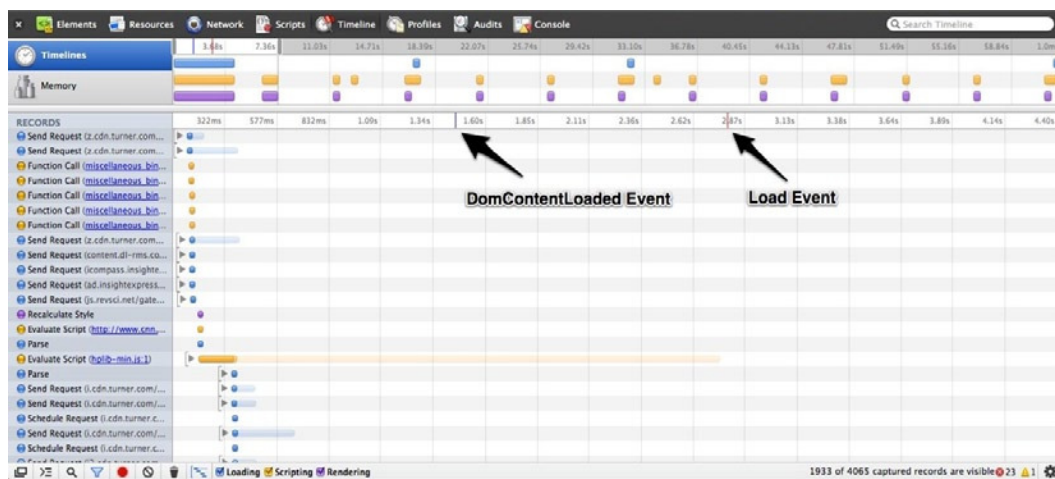 × Elements Resources Network Scripts Timeline Profiles Audits Console Search Timeline
Timelines
Memory
3.68s 7.36s 11.03s 14.71s 18.39s 22.07s 25.74s 29.42s 33.10s 36.78s 40.45s 44.13s 47.81s 51.49s 55.16s 58.84s 1.0m
RECORDS 322ms 577ms 832ms 1.09s 1.34s 1.60s 1.85s 2.11s 2.36s 2.62s 2.87s 3.13s 3.38s 3.64s 3.89s 4.14s 4.40s
Send Request (z.cdn.turner.com...
Send Request (z.cdn.turner.com...
Function Call (miscellaneous_bin...
Function Call (miscellaneous_bin...
Function Call (miscellaneous_bin...
Function Call (miscellaneous_bin...
Function Call (miscellaneous_bin...
DomContentLoaded Event
Load Event
Send Request (z.cdn.turner.com...
Send Request (content.dl-rms.co...
Send Request (icompass.insighte...
Send Request (ad.insightexpress...
Send Request (js.revsci.net/gate...
Recalculate Style
Evaluate Script (http://www.cnn....
Parse
Evaluate Script (hplib-min.js:1)
Parse
Send Request (i.cdn.turner.com/...
Send Request (i.cdn.turner.com/...
Schedule Request (i.cdn.turner.c...
Send Request (i.cdn.turner.com/...
Schedule Request (i.cdn.turner.c...
Loading Scripting Rendering
1933 of 4065 captured records are visible 23 1